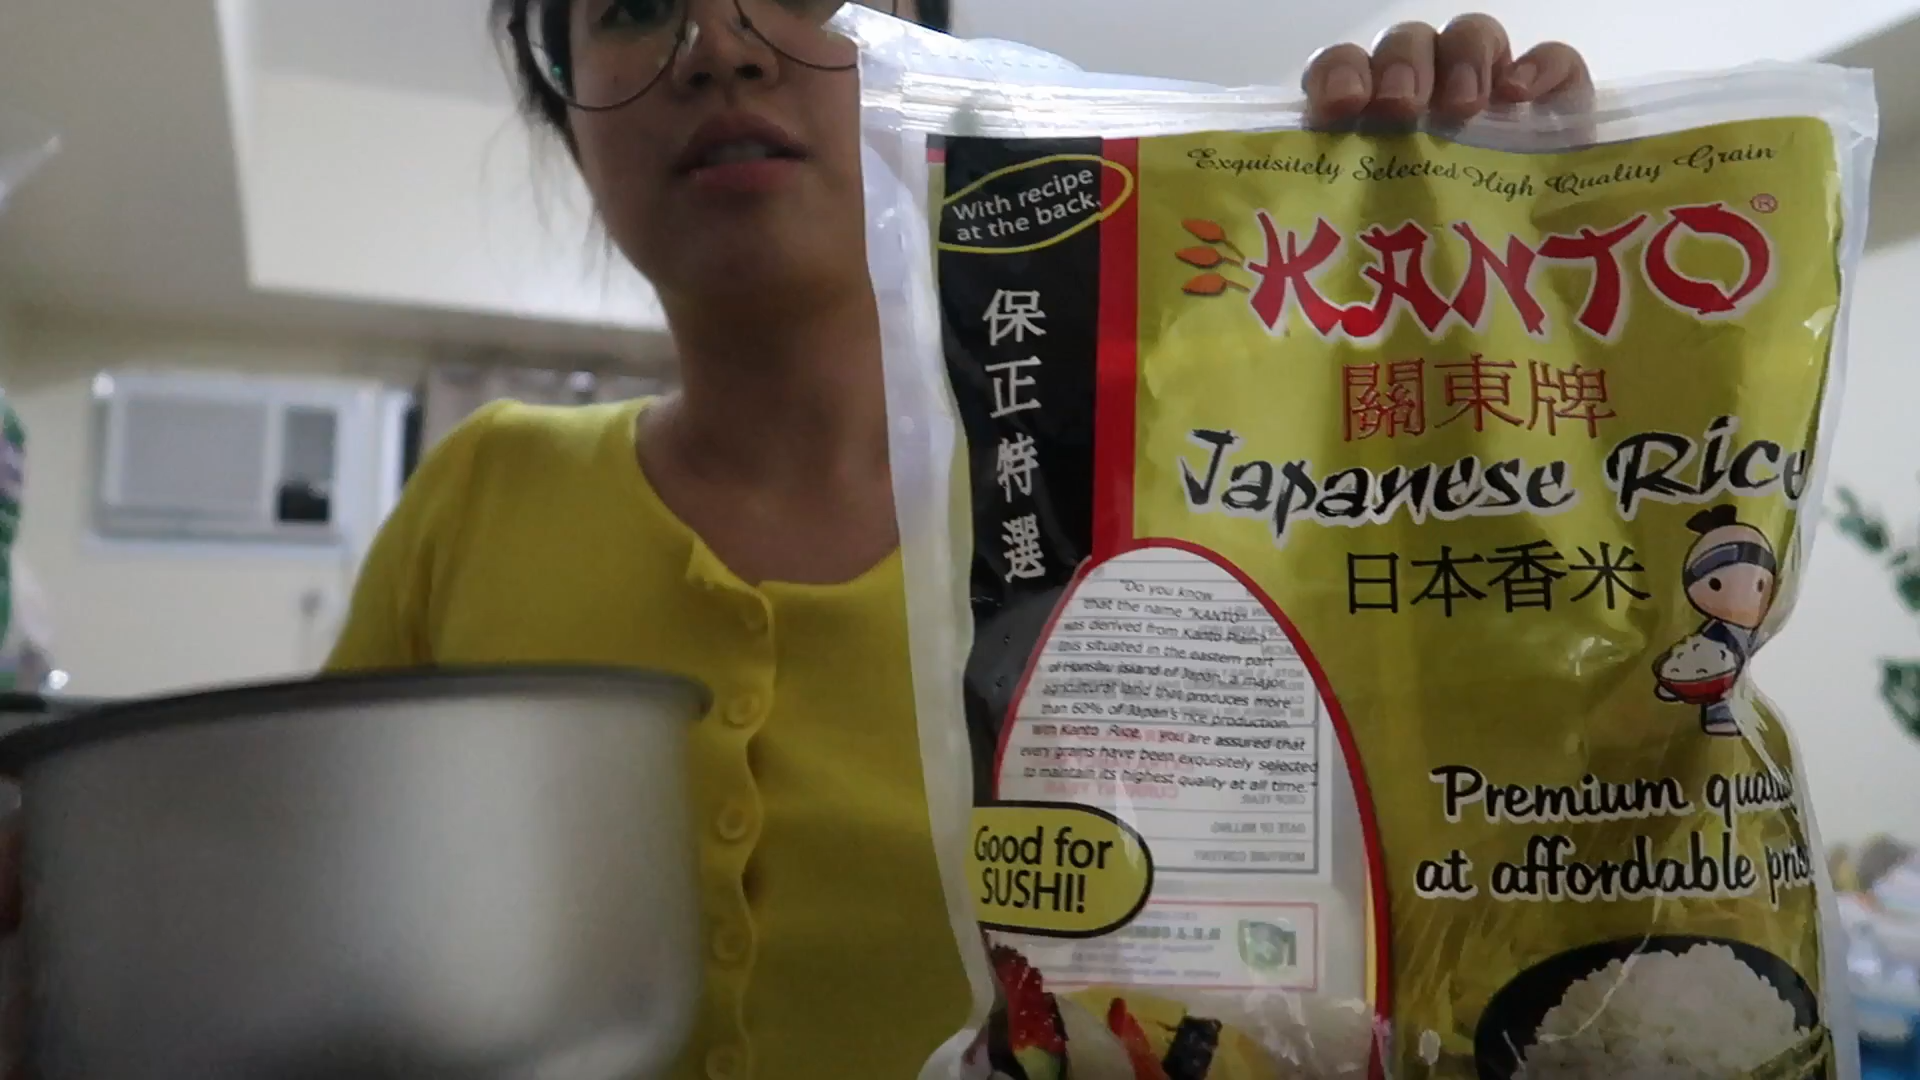 Exquisitely Selected High Quality Grain
With recipe
at the back.
KANTO®
關東牌
保正特選
Japanese Rice
日本香米
"Do you know
that the name "KANTO"
was derived from Kanto Plain?
this situated in the eastern part
of Honshu island of Japan, a major
agricultural land that produces more
than 60% of Japan's rice production.
With Kanto Rice, you are assured that
every grains have been exquisitely selected
to maintain its highest quality at all time."
Premium
at affordable
Good for
SUSHI!